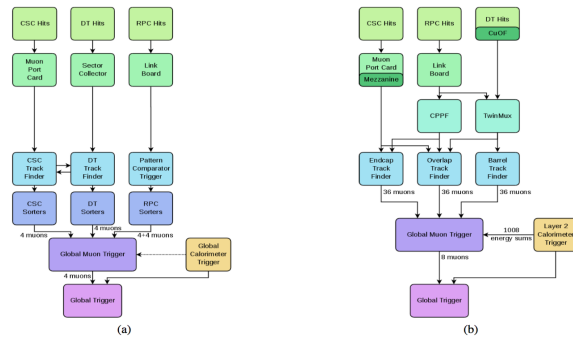 CSC Hits
DT Hits
RPC Hits
Muon
Port
Card
Sector
Collector
Link
Board
CSC
Track
Finder
DT
Track
Finder
Pattern
Comparator
Trigger
CSC
Sorters
DT
Sorters
RPC
Sorters
4 muons
4 muons
4+4 muons
Global Muon Trigger
Global
Calorimeter
Trigger
4 muons
Global Trigger
(a)
CSC Hits
RPC Hits
DT Hits
CuOF
Muon
Port Card
Mezzanine
Link
Board
CPPF
TwinMux
Endcap
Track
Finder
Overlap
Track
Finder
Barrel
Track
Finder
36 muons
36 muons
36 muons
Global Muon Trigger
1008
energy sums
Layer 2
Calorimeter
Trigger
8 muons
Global Trigger
(b)